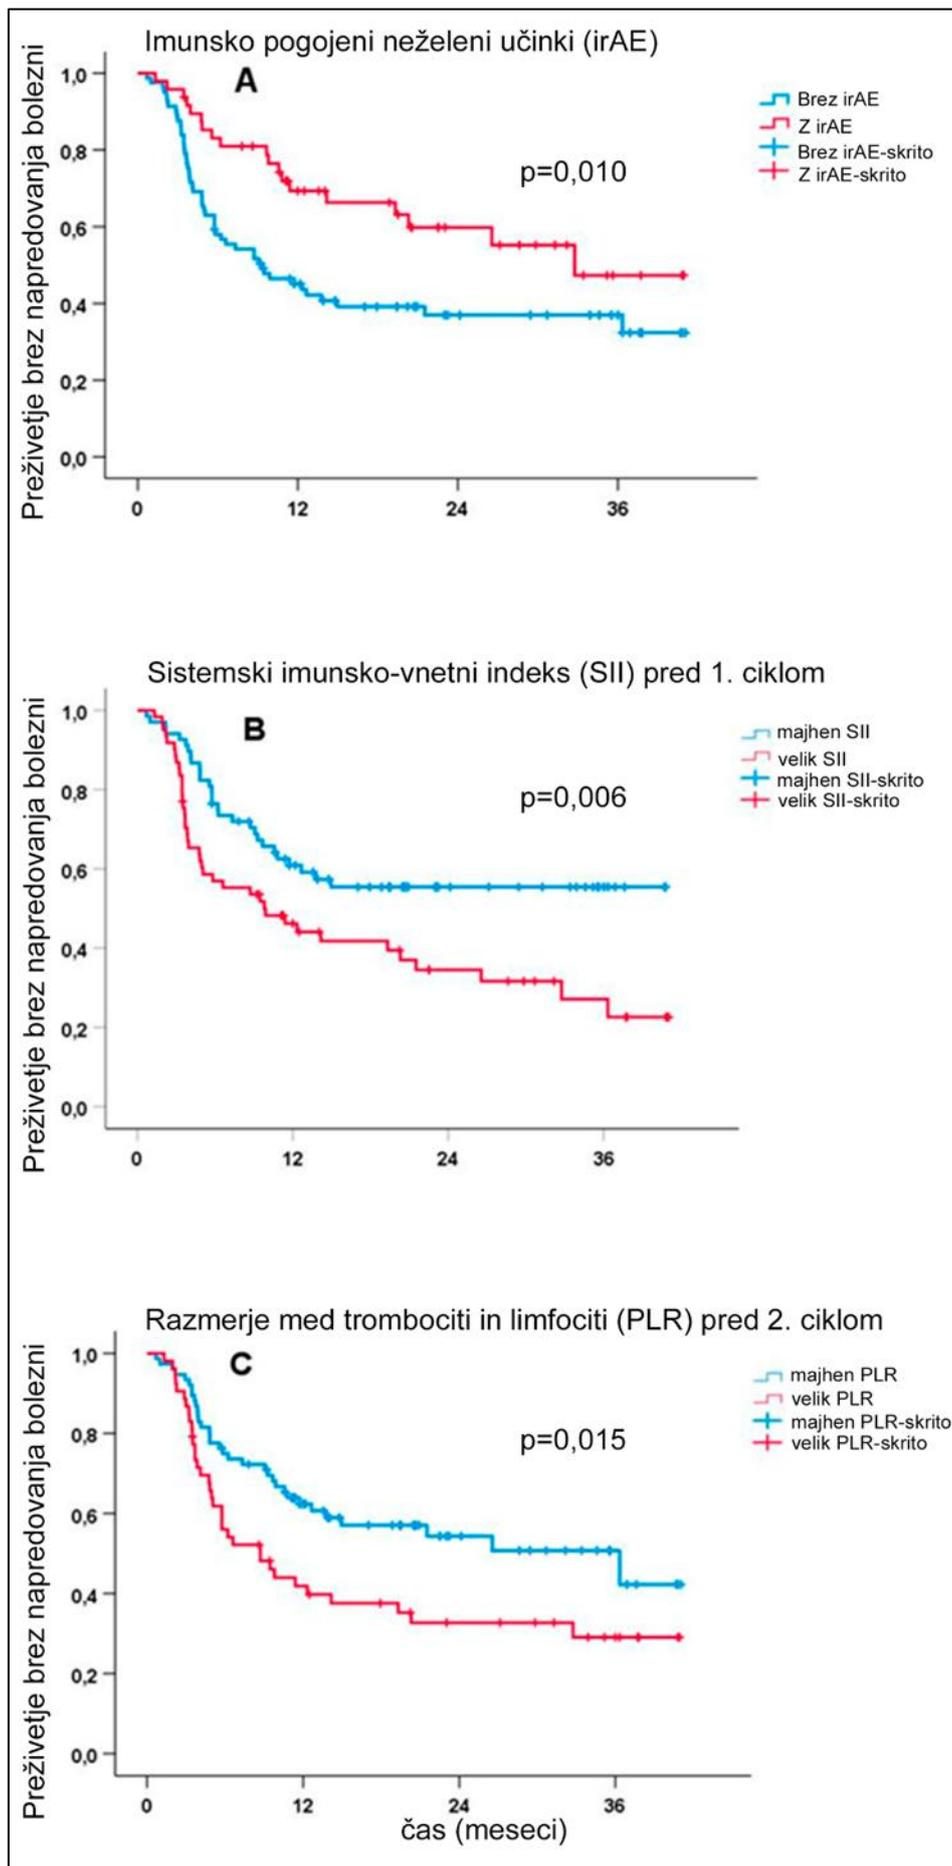 Imunsko pogojeni neželeni učinki (irAE)
A
Preživetje brez napredovanja bolezni
1,0
0,8
0,6
0,4
0,2
0,0
p=0,010
Brez irAE
Z irAE
Brez irAE-skrito
Z irAE-skrito
0 12 24 36
Sistemski imunsko-vnetni indeks (SII) pred 1. ciklom
B
Preživetje brez napredovanja bolezni
1,0
0,8
0,6
0,4
0,2
0,0
p=0,006
majhen SII
velik SII
majhen SII-skrito
velik SII-skrito
0 12 24 36
Razmerje med trombociti in limfociti (PLR) pred 2. ciklom
C
Preživetje brez napredovanja bolezni
1,0
0,8
0,6
0,4
0,2
0,0
p=0,015
majhen PLR
velik PLR
majhen PLR-skrito
velik PLR-skrito
0 12 24 36
čas (meseci)